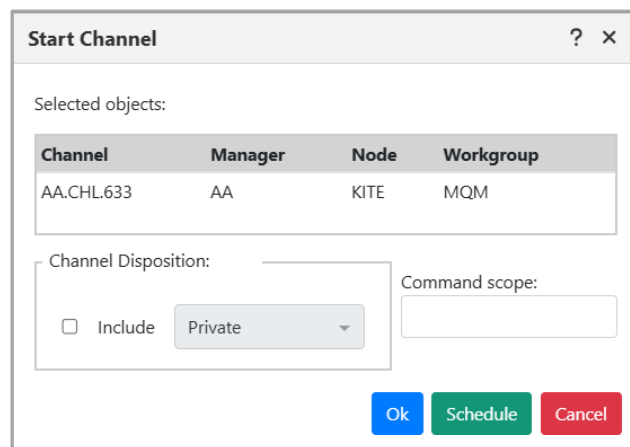 Start Channel ? ×
Selected objects:
Channel Manager Node Workgroup
AA.CHL.633 AA KITE MQM
Channel Disposition:
Command scope:
Include Private
Ok Schedule Cancel